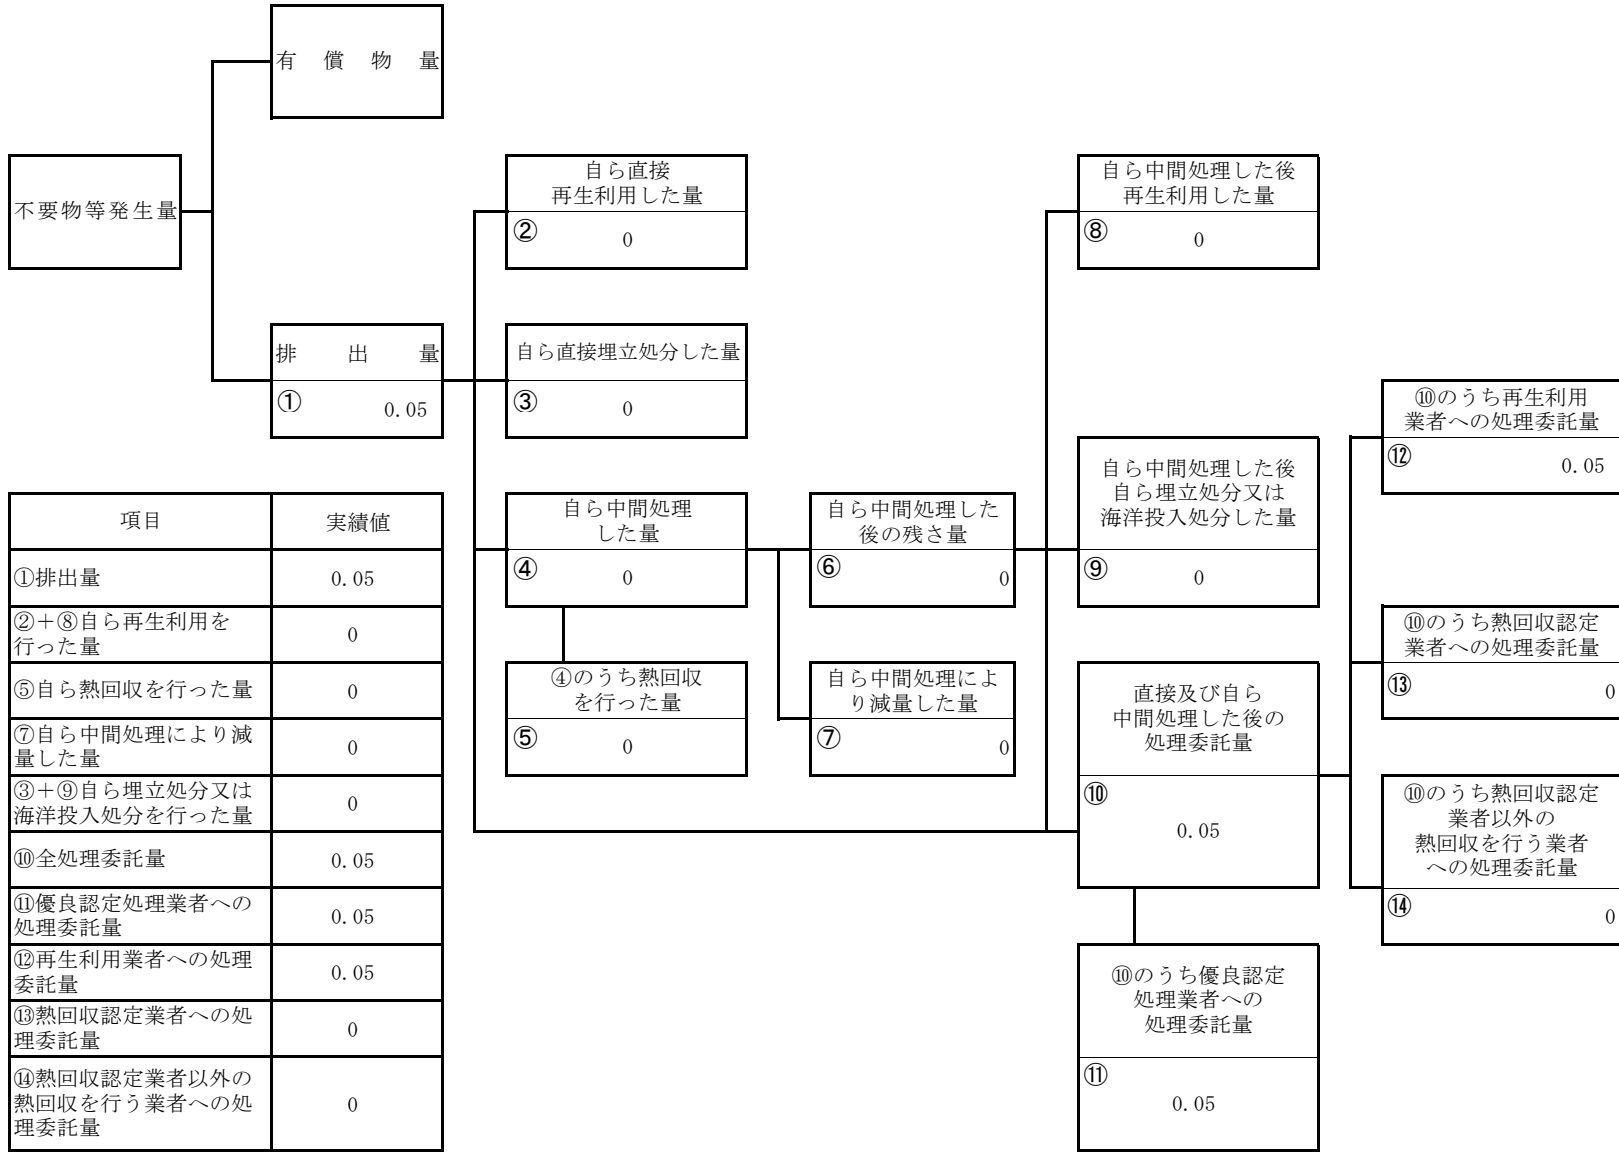 有償物量
不要物等発生量
自ら直接
再生利用した量
②
0
自ら中間処理した後
再生利用した量
⑧
0
排出量
①
0.05
自ら直接埋立処分した量
③
0
⑩のうち再生利用
業者への処理委託量
⑫
0.05
自ら中間処理した後
自ら埋立処分又は
海洋投入処分した量
⑨
0
自ら中間処理
した量
④
0
自ら中間処理した
後の残さ量
⑥
0
④のうち熱回収
を行った量
⑤
0
自ら中間処理によ
り減量した量
⑦
0
直接及び自ら
中間処理した後の
処理委託量
⑩
0.05
⑩のうち熱回収認定
業者への処理委託量
⑬
0
⑩のうち熱回収認定
業者以外の
熱回収を行う業者
への処理委託量
⑭
0
⑩のうち優良認定
処理業者への
処理委託量
⑪
0.05
項目 実績値
①排出量 0.05
②+⑧自ら再生利用を
行った量 0
⑤自ら熱回収を行った量 0
⑦自ら中間処理により減
量した量 0
③+⑨自ら埋立処分又は
海洋投入処分を行った量 0
⑩全処理委託量 0.05
⑪優良認定処理業者への
処理委託量 0.05
⑫再生利用業者への処理
委託量 0.05
⑬熱回収認定業者への処
理委託量 0
⑭熱回収認定業者以外の
熱回収を行う業者への処
理委託量 0